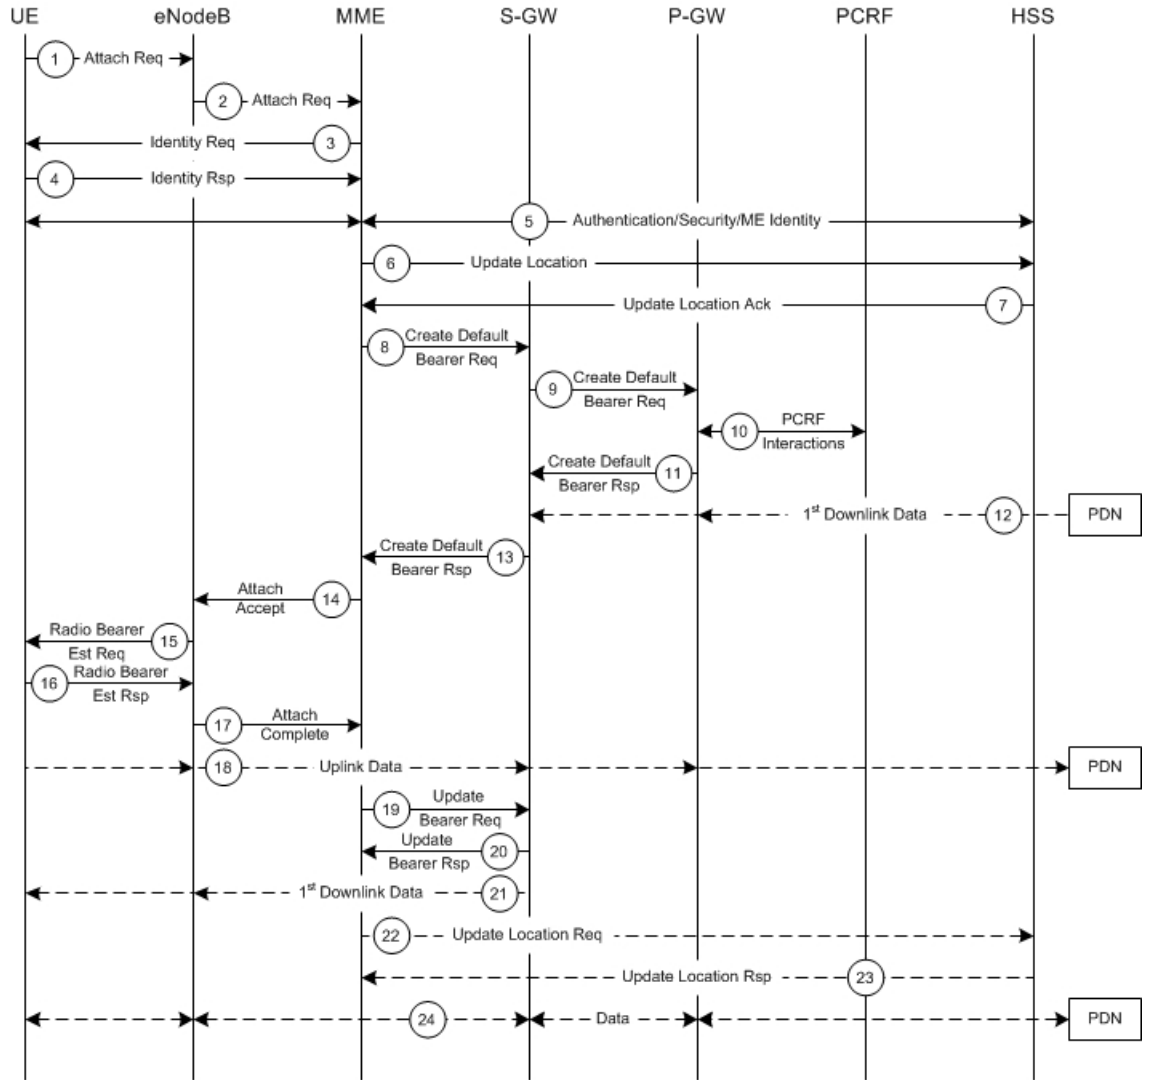 UE eNodeB MME S-GW P-GW PCRF HSS
1 Attach Req
2 Attach Req
Identity Req 3
4 Identity Rsp
5 Authentication/Security/ME Identity
6 Update Location
Update Location Ack 7
8 Create Default
Bearer Req
9 Create Default
Bearer Req
10 PCRF
Interactions
Create Default 11
Bearer Rsp
1st Downlink Data 12 PDN
Create Default 13
Bearer Rsp
Attach 14
Accept
Radio Bearer 15
Est Req
16 Radio Bearer
Est Rsp
17 Attach
Complete
18 Uplink Data PDN
19 Update
Bearer Req
Update 20
Bearer Rsp
1st Downlink Data 21
22 Update Location Req
Update Location Rsp 23
24 Data PDN